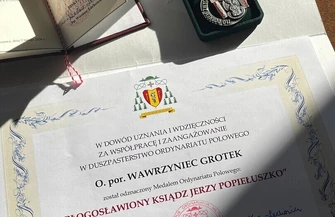 W DOWÓD UZNANIA I WDZIĘCZNOŚCI
ZA WSPÓŁPRACĘ I ZAANGAŻOWANIE
W DUSZPASTERSTWO ORDYNARIATU POLOWEGO
O. por. WAWRZYNIEC GROTEK
został odznaczony Medalem Ordynariatu Polowego
BŁOGOSŁAWIONY KSIĄDZ JERZY POPIEŁUSZKO"